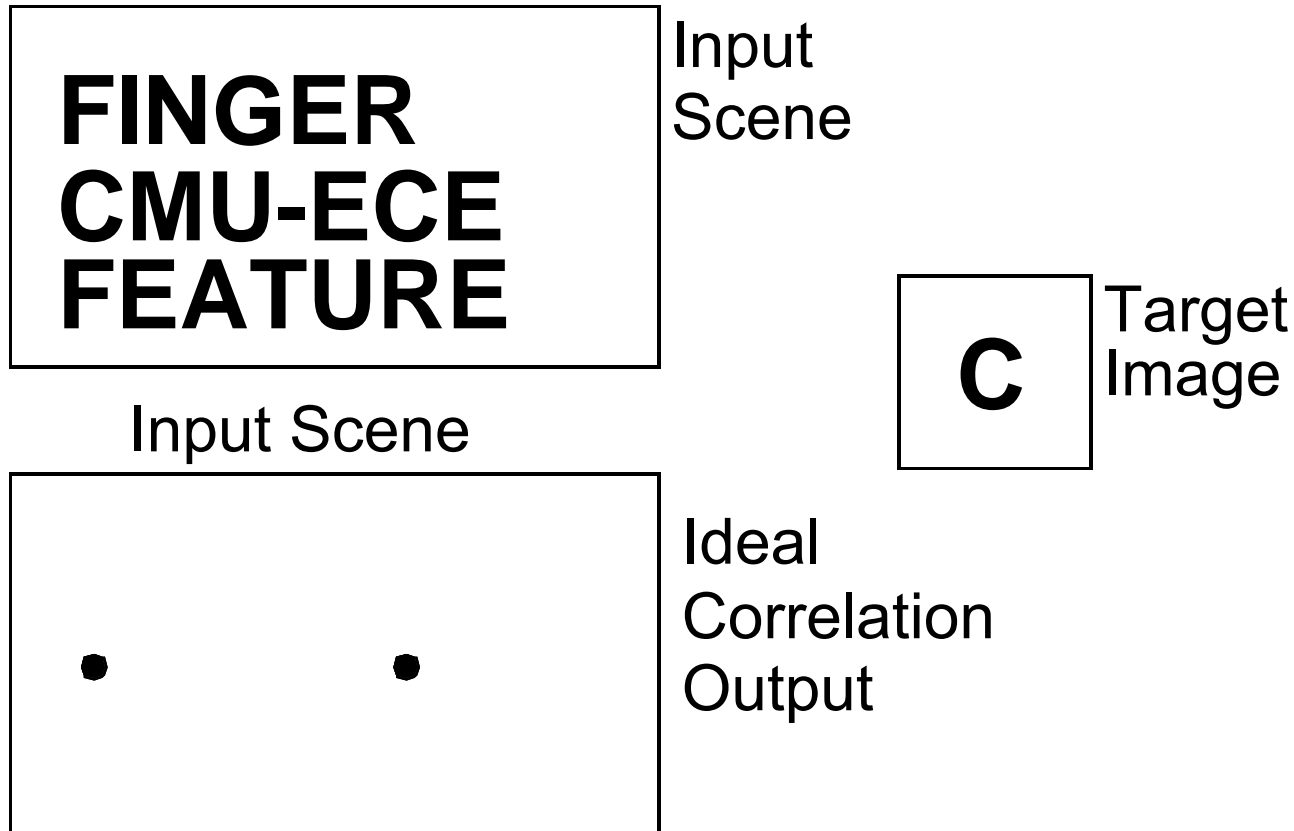 FINGER
CMU-ECE
FEATURE
Input
Scene
C
Target
Image
Input Scene
Ideal
Correlation
Output